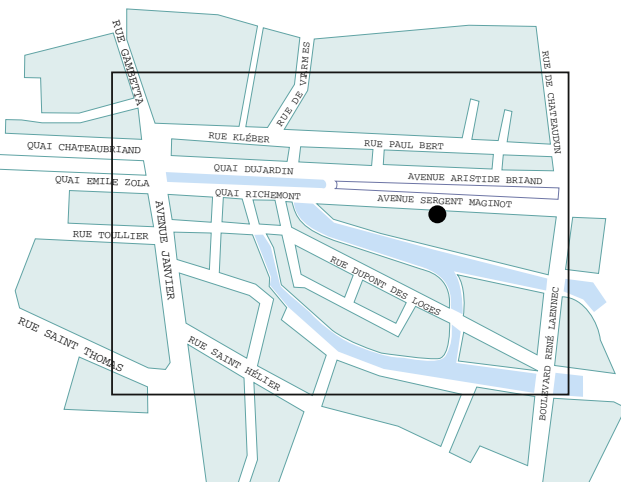 RUE GAMBETTA
RUE DE VIARMES
RUE DE CHATEAUDUN
RUE KLÉBER
RUE PAUL BERT
QUAI CHATEAUBRIAND
QUAI DUJARDIN
AVENUE ARISTIDE BRIAND
QUAI EMILE ZOLA
QUAI RICHEMONT
AVENUE SERGENT MAGINOT
RUE TOULLIER
AVENUE JANVIER
RUE DUPONT DES LOGES
BOULEVARD RENÉ LAENNEC
RUE SAINT THOMAS
RUE SAINT HÉLIER